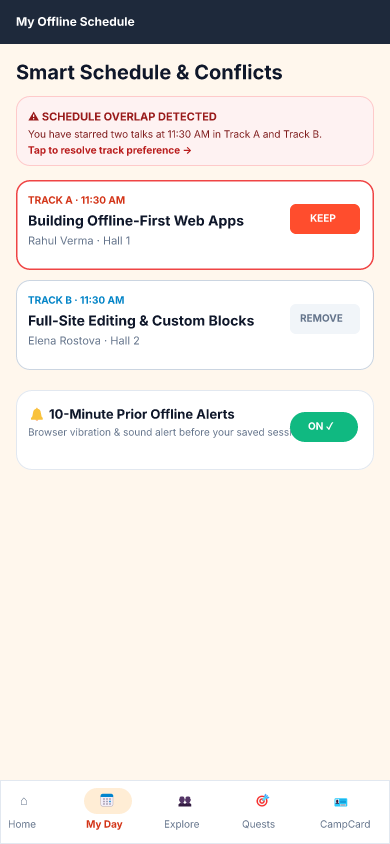 My Offline Schedule
Smart Schedule & Conflicts
⚠ SCHEDULE OVERLAP DETECTED
You have starred two talks at 11:30 AM in Track A and Track B.
Tap to resolve track preference →
TRACK A · 11:30 AM
Building Offline-First Web Apps
Rahul Verma · Hall 1
KEEP
TRACK B · 11:30 AM
Full-Site Editing & Custom Blocks
Elena Rostova · Hall 2
REMOVE
🔔 10-Minute Prior Offline Alerts
Browser vibration & sound alert before your saved
ON ✓
Home
My Day
Explore
Quests
CampCard